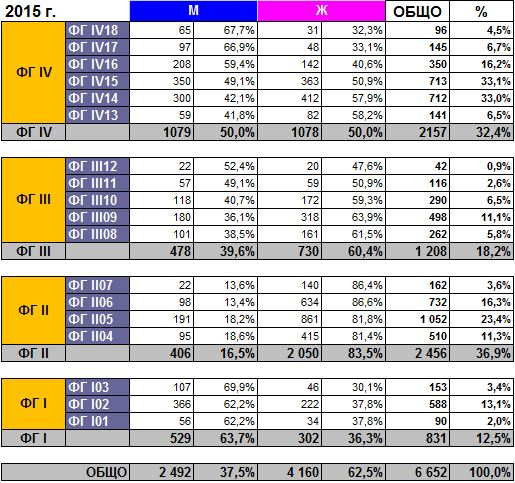 2015 г. М Ж ОБЩО %
ФГ IV
ФГ IV18 65 67,7% 31 32,3% 96 4,5%
ФГ IV17 97 66,9% 48 33,1% 145 6,7%
ФГ IV16 208 59,4% 142 40,6% 350 16,2%
ФГ IV15 350 49,1% 363 50,9% 713 33,1%
ФГ IV14 300 42,1% 412 57,9% 712 33,0%
ФГ IV13 59 41,8% 82 58,2% 141 6,5%
ФГ IV 1079 50,0% 1078 50,0% 2157 32,4%
ФГ III
ФГ III12 22 52,4% 20 47,6% 42 0,9%
ФГ III11 57 49,1% 59 50,9% 116 2,6%
ФГ III10 118 40,7% 172 59,3% 290 6,5%
ФГ III09 180 36,1% 318 63,9% 498 11,1%
ФГ III08 101 38,5% 161 61,5% 262 5,8%
ФГ III 478 39,6% 730 60,4% 1 208 18,2%
ФГ II
ФГ II07 22 13,6% 140 86,4% 162 3,6%
ФГ II06 98 13,4% 634 86,6% 732 16,3%
ФГ II05 191 18,2% 861 81,8% 1 052 23,4%
ФГ II04 95 18,6% 415 81,4% 510 11,3%
ФГ II 406 16,5% 2 050 83,5% 2 456 36,9%
ФГ I
ФГ I03 107 69,9% 46 30,1% 153 3,4%
ФГ I02 366 62,2% 222 37,8% 588 13,1%
ФГ I01 56 62,2% 34 37,8% 90 2,0%
ФГ I 529 63,7% 302 36,3% 831 12,5%
ОБЩО 2 492 37,5% 4 160 62,5% 6 652 100,0%